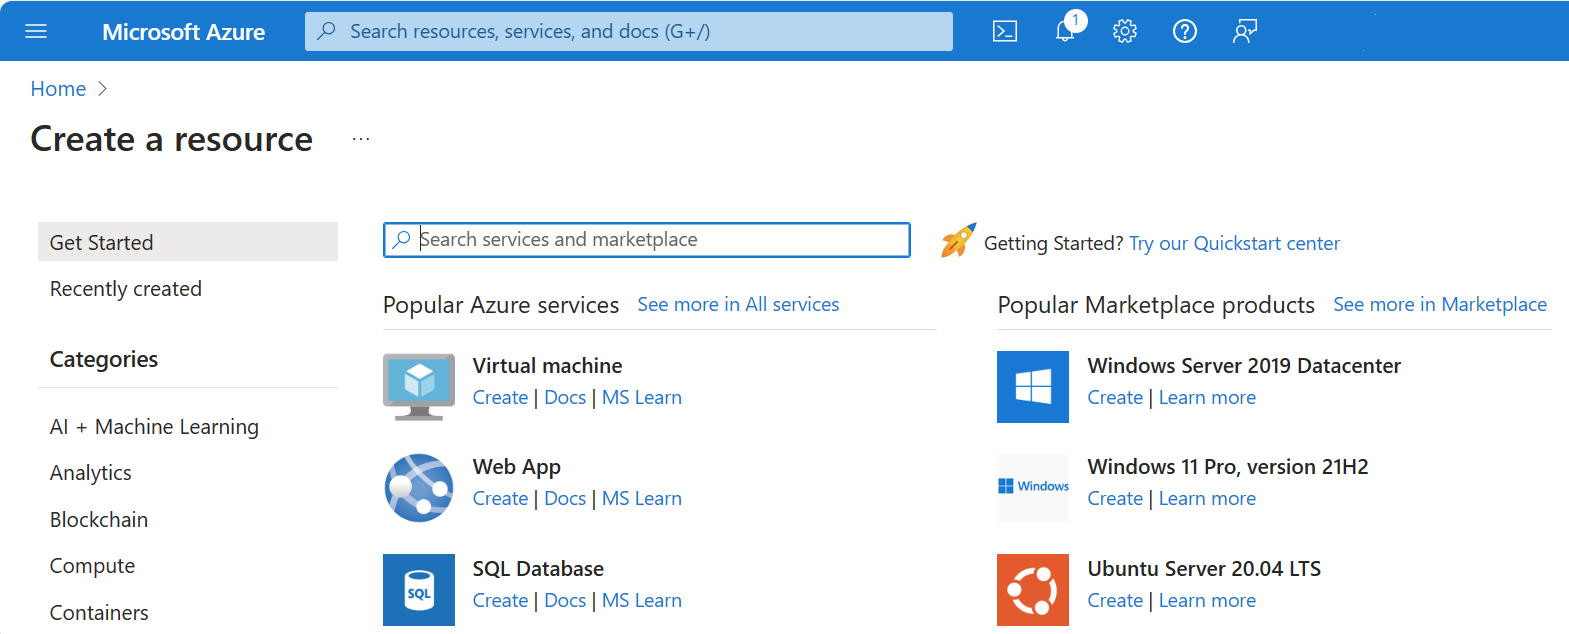 Microsoft Azure
Search resources, services, and docs (G+/)
1
Home >
Create a resource ...
Get Started
Recently created
Categories
AI + Machine Learning
Analytics
Blockchain
Compute
Containers
Search services and marketplace
Getting Started? Try our Quickstart center
Popular Azure services See more in All services
Virtual machine
Create | Docs | MS Learn
Web App
Create | Docs | MS Learn
SQL
SQL Database
Create | Docs | MS Learn
Popular Marketplace products See more in Marketplace
Windows Server 2019 Datacenter
Create | Learn more
Windows
Windows 11 Pro, version 21H2
Create | Learn more
Ubuntu Server 20.04 LTS
Create | Learn more